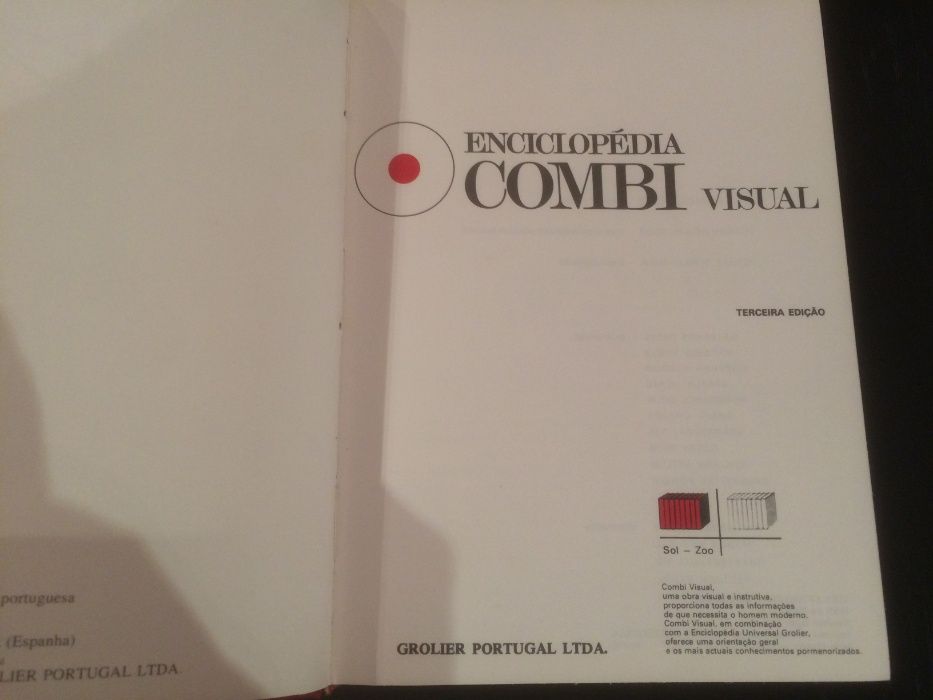 ENCICLOPÉDIA
COMBI VISUAL
TERCEIRA EDIÇÃO
Sol – Zoo
Combi Visual,
uma obra visual e instrutiva,
proporciona todas as informações
de que necessita o homem moderno.
Combi Visual, em combinação
com a Enciclopédia Universal Grolier,
oferece uma orientação geral
e os mais actuais conhecimentos pormenorizados.
GROLIER PORTUGAL LTDA.
portuguesa
(Espanha)
LIER PORTUGAL LTDA.